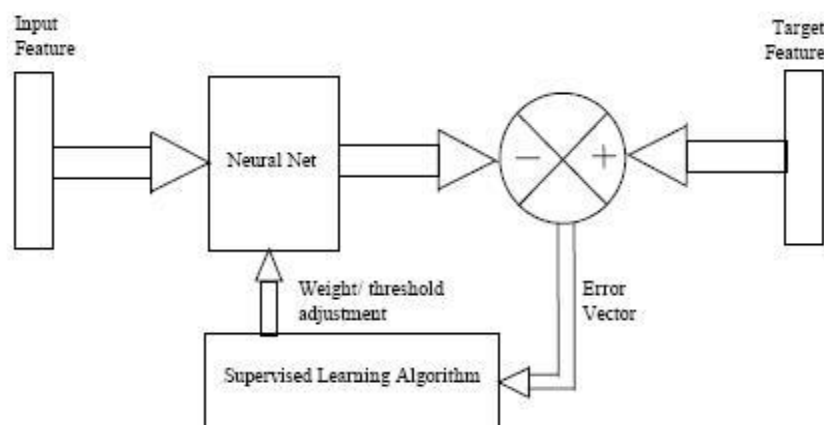 Input
Feature
Target
Feature
Neural Net
− +
Weight/ threshold
adjustment
Error
Vector
Supervised Learning Algorithm